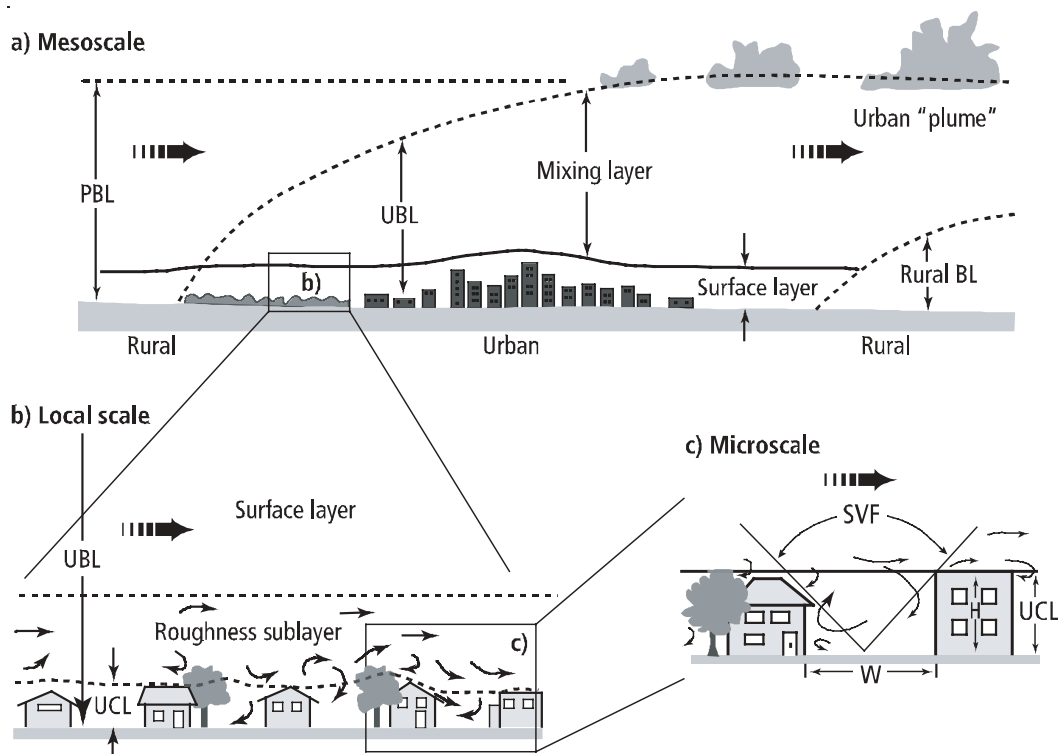 a) Mesoscale
Urban "plume"
PBL
UBL
Mixing layer
b)
Surface layer
Rural BL
Rural
Urban
Rural
b) Local scale
UBL
Surface layer
Roughness sublayer
c)
UCL
c) Microscale
SVF
H
UCL
W